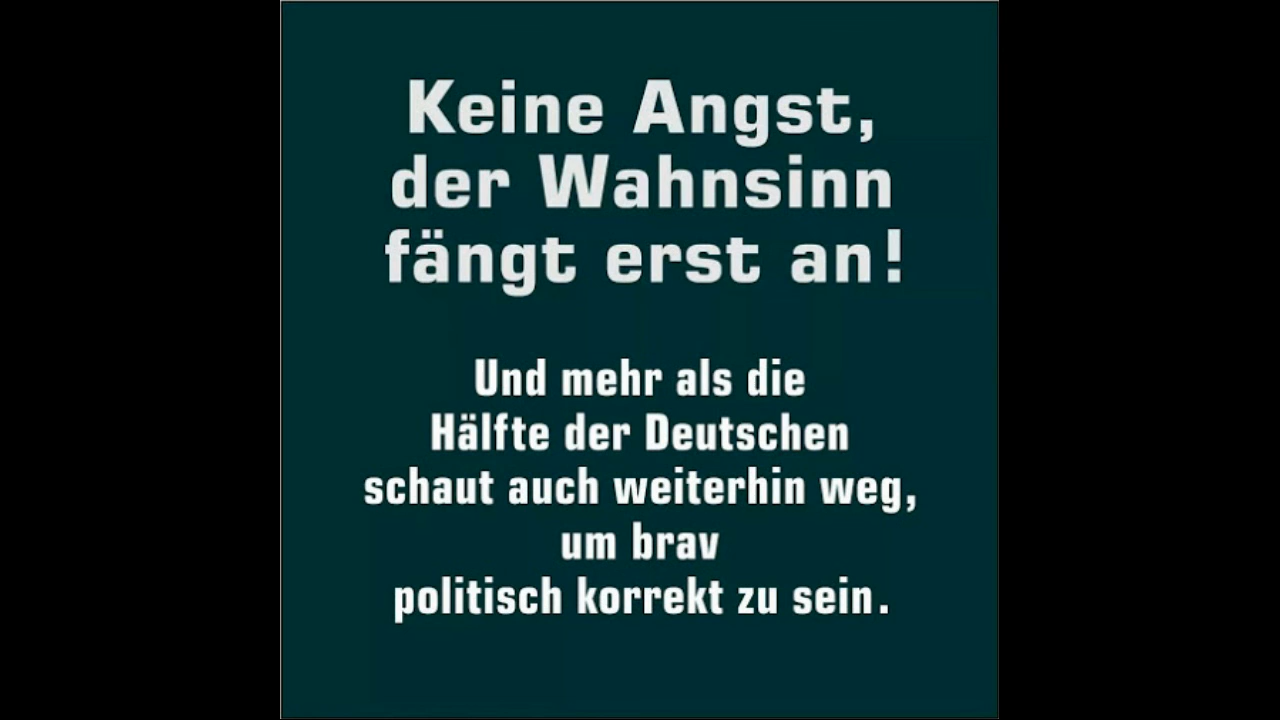 Keine Angst,
der Wahnsinn
fängt erst an!
Und mehr als die
Hälfte der Deutschen
schaut auch weiterhin weg,
um brav
politisch korrekt zu sein.